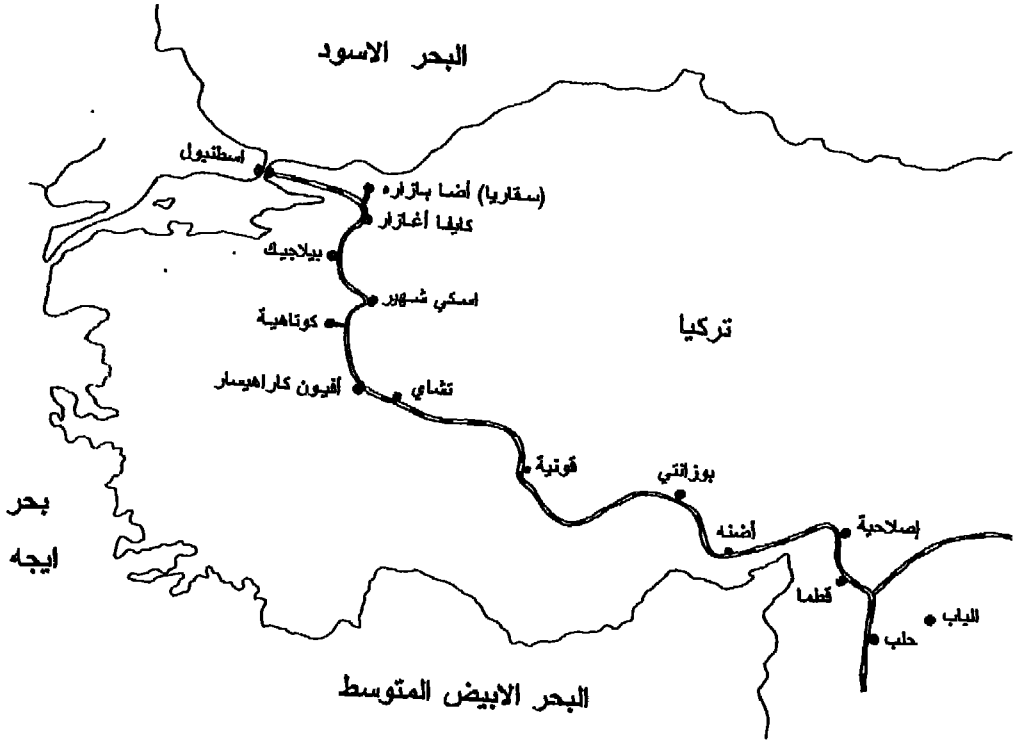 البحر الاسود
اسطنبول
(سقاريا) أضا بازاره
كايفا أغازار
بيلاجيك
اسكي شهير
كوتاهية
تركيا
أفيون كاراهيسار
تشاي
قونية
بوزانتي
بحر
ايجه
أضنه
إصلاحية
قطما
الباب
حلب
البحر الابيض المتوسط